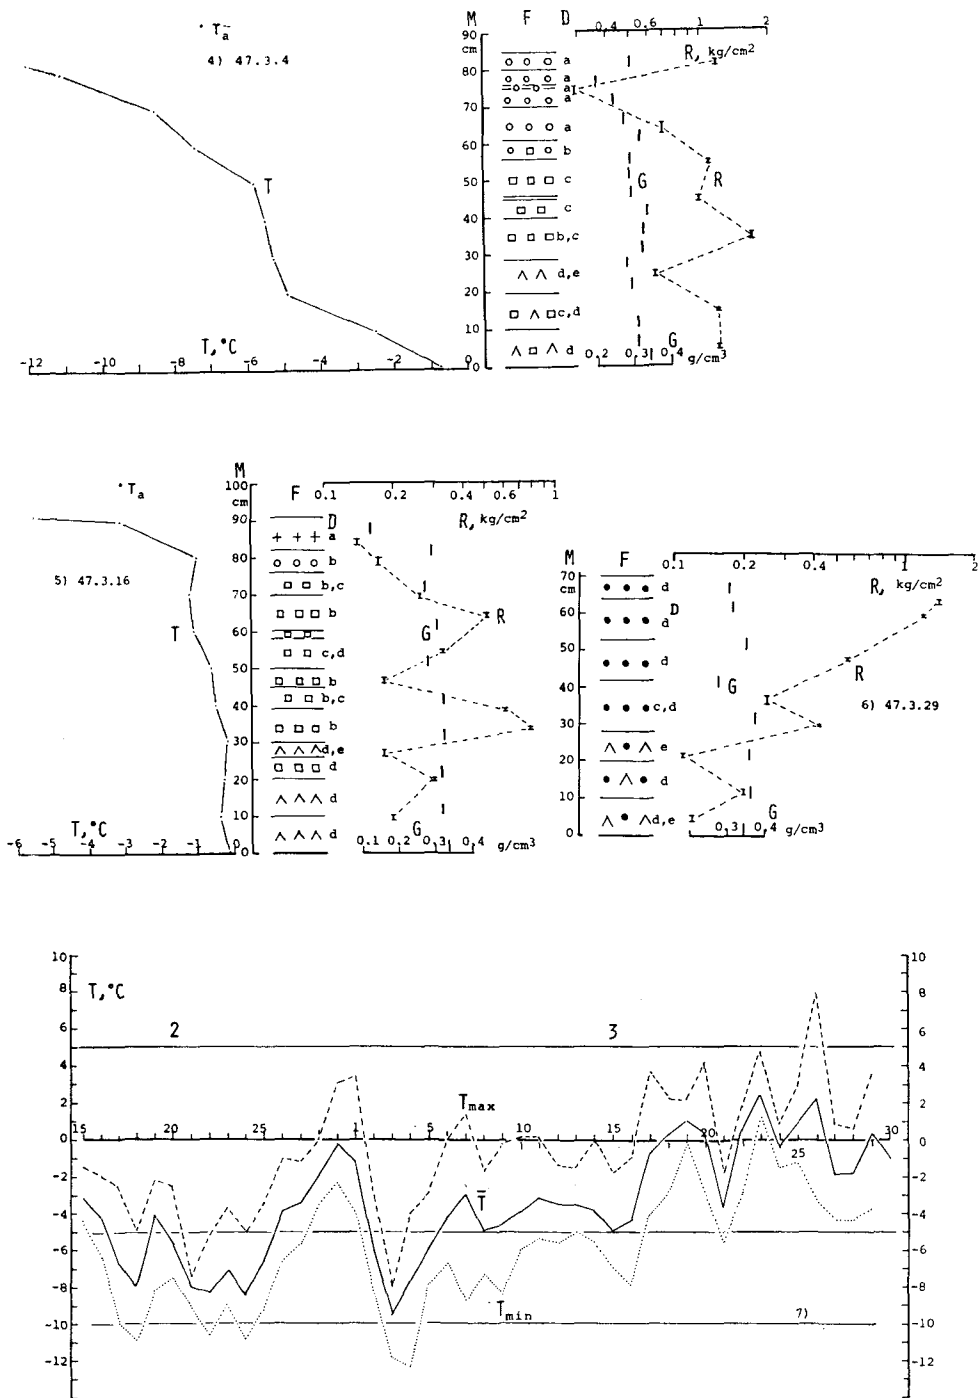 Ta
4) 47.3.4
M F D
90
cm
80
70
60
50
40
30
20
10
0
0.4 0.6 1 2
R, kg/cm2
a
a
a
a
a
b
c
c
b,c
d,e
c,d
d
T
G
R
T,°C
-12 -10 -8 -6 -4 -2 0
0.2 0.3 0.4
G
g/cm3
Ta
5) 47.3.16
T
T,°C
-6 -5 -4 -3 -2 -1 0
M F
100
cm
90
80
70
60
50
40
30
20
10
0
0.1 0.2 0.4 0.6 1
R, kg/cm2
D
a
b
b,c
b
c,d
b
b,c
b
d,e
d
d
d
G
R
G
0.1 0.2 0.3 0.4
g/cm3
M F
70
cm
60
50
40
30
20
10
0
0.1 0.2 0.4 1 2
R, kg/cm2
D
d
d
d
c,d
e
d
d,e
G
R
6) 47.3.29
G
0.3 0.4 g/cm3
10
8
T,°C
6
4
2
0
-2
-4
-6
-8
-10
-12
2 3
15 20 25 1 5 10 15 20 25 30
Tmax
T̄
Tmin
7)
10
8
6
4
2
0
-2
-4
-6
-8
-10
-12